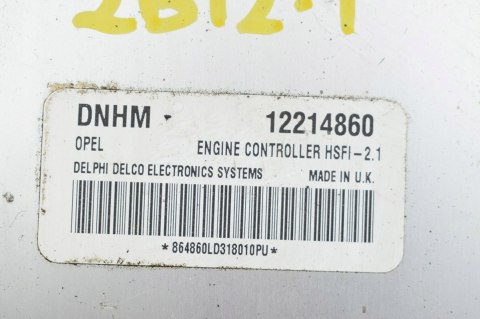 DNHM 12214860
OPEL ENGINE CONTROLLER HSFI-2.1
DELPHI DELCO ELECTRONICS SYSTEMS MADE IN U.K.
*864860LD318010PU*